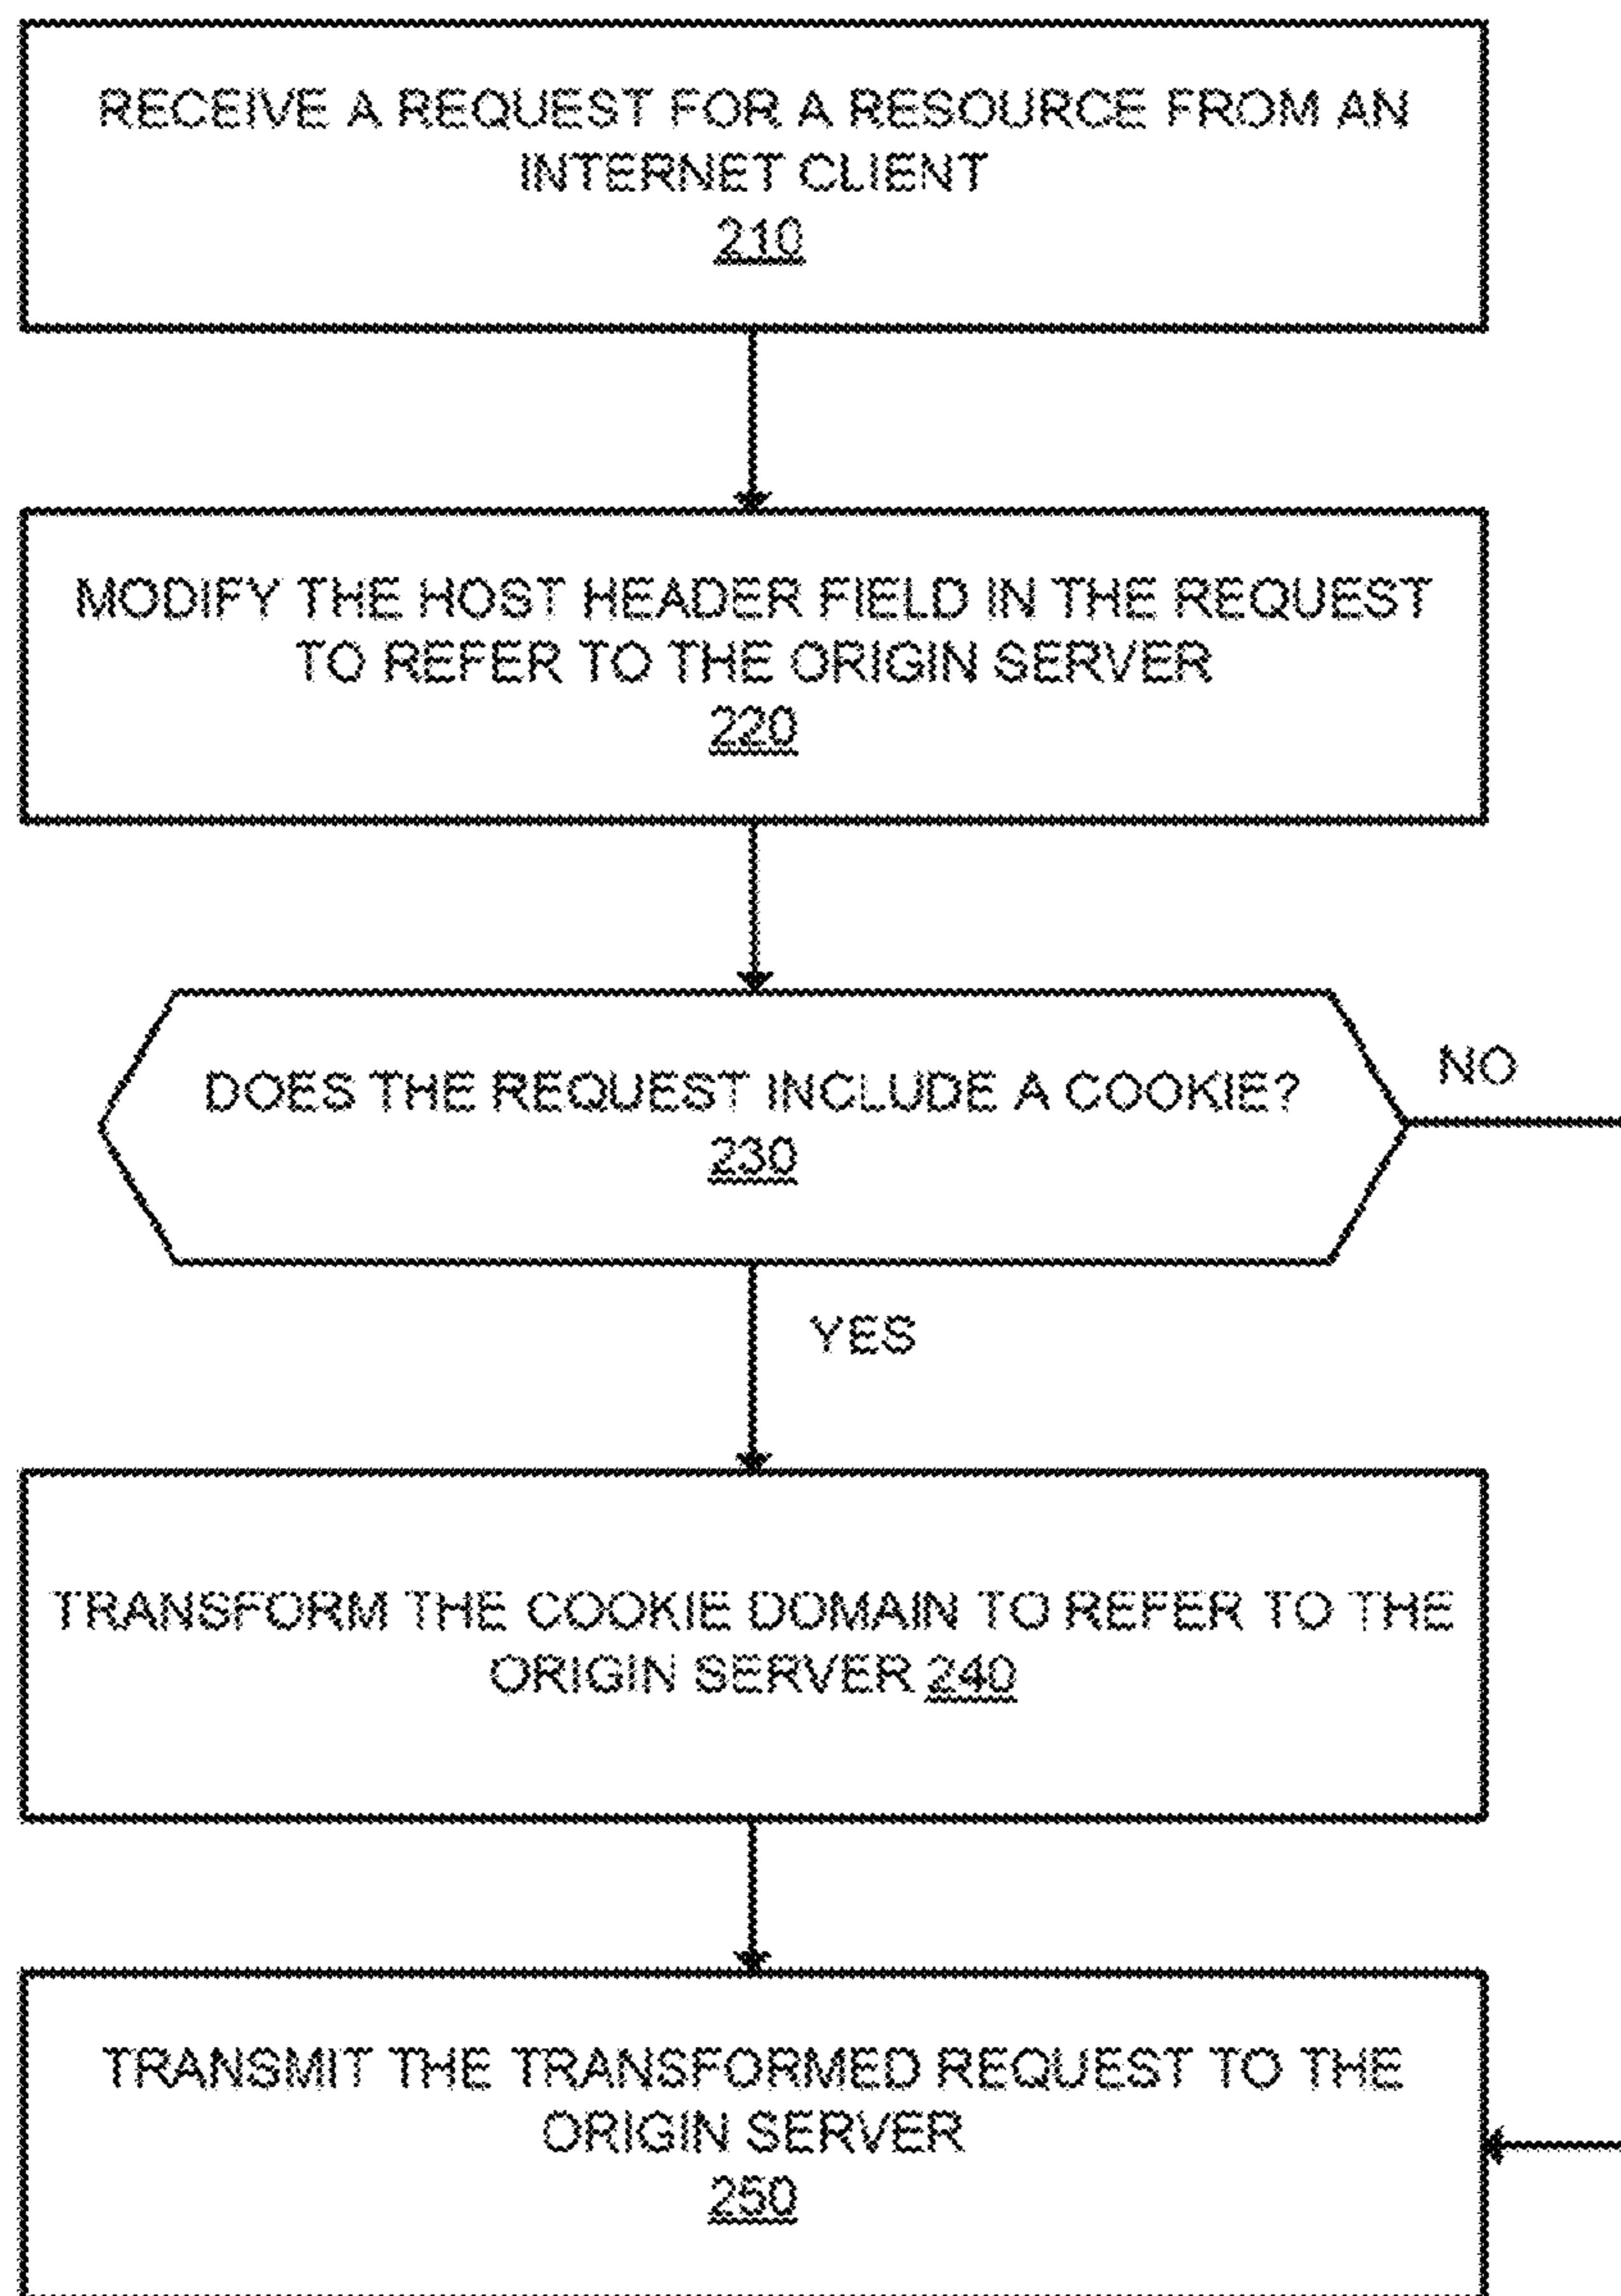 RECEIVE A REQUEST FOR A RESOURCE FROM AN
INTERNET CLIENT
210
MODIFY THE HOST HEADER FIELD IN THE REQUEST
TO REFER TO THE ORIGIN SERVER
220
DOES THE REQUEST INCLUDE A COOKIE?
230
NO
YES
TRANSFORM THE COOKIE DOMAIN TO REFER TO THE
ORIGIN SERVER 240
TRANSMIT THE TRANSFORMED REQUEST TO THE
ORIGIN SERVER
250